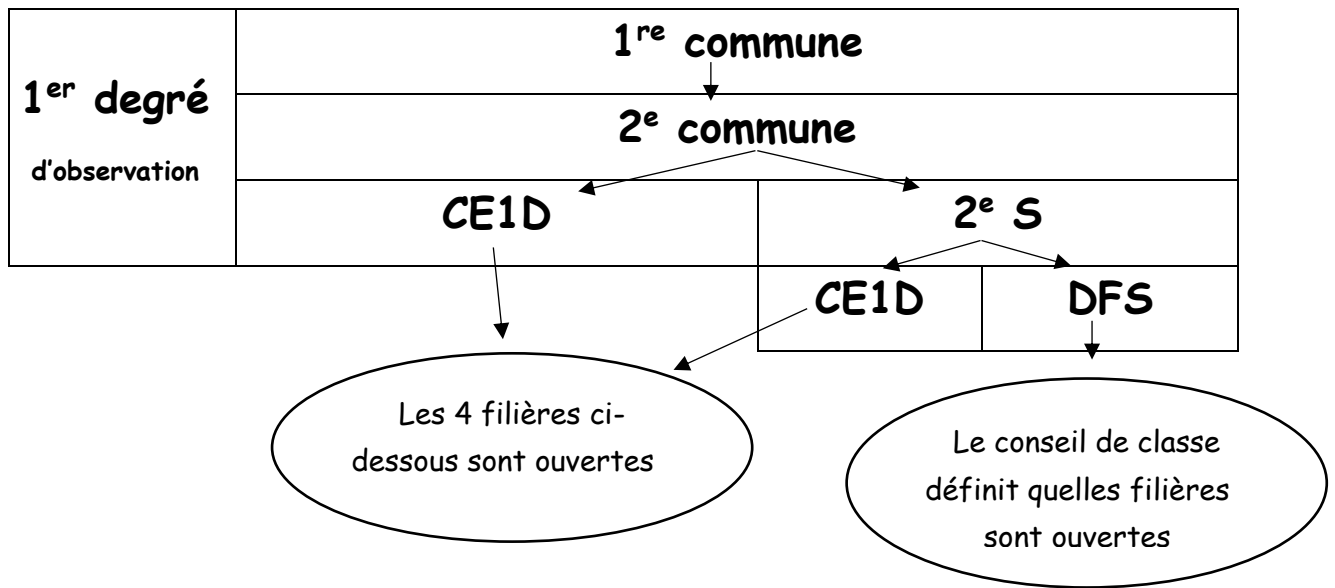 1re commune
1er degré
d'observation
2e commune
CE1D
2e S
CE1D
DFS
Les 4 filières ci-
dessous sont ouvertes
Le conseil de classe
définit quelles filières
sont ouvertes